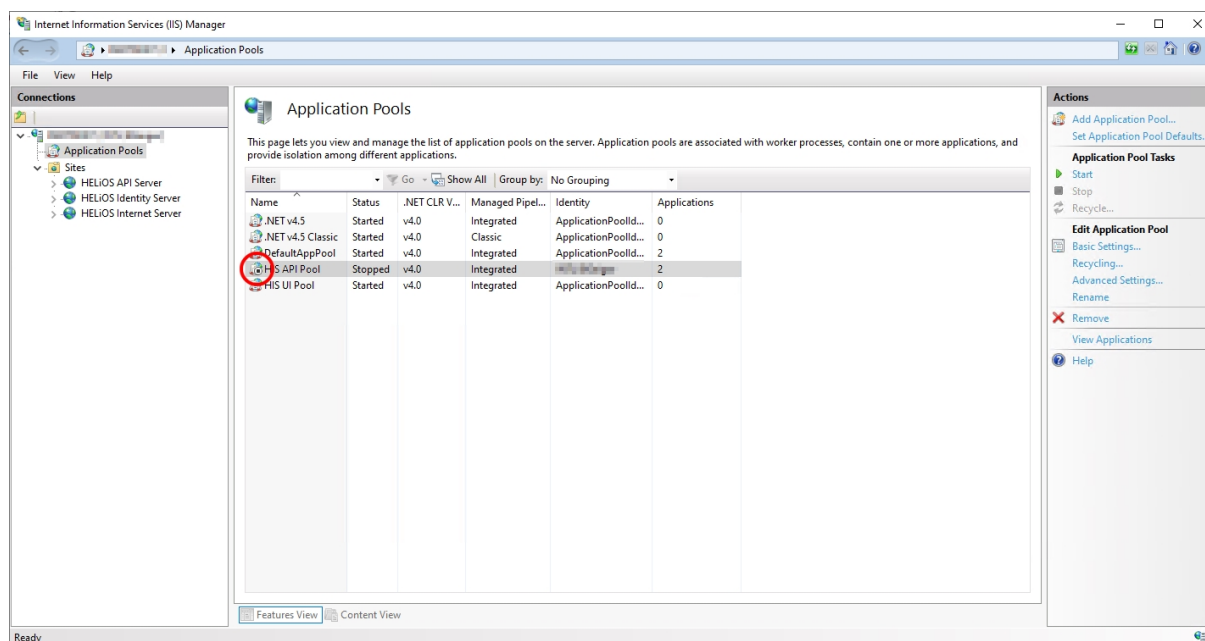 Internet Information Services (IIS) Manager
Application Pools
File View Help
Connections
Application Pools
Sites
HELiOS API Server
HELiOS Identity Server
HELiOS Internet Server
Application Pools
This page lets you view and manage the list of application pools on the server. Application pools are associated with worker processes, contain one or more applications, and
provide isolation among different applications.
Filter: Go Show All Group by: No Grouping
Name Status .NET CLR V... Managed Pipel... Identity Applications
.NET v4.5 Started v4.0 Integrated ApplicationPoolId... 0
.NET v4.5 Classic Started v4.0 Classic ApplicationPoolId... 0
DefaultAppPool Started v4.0 Integrated ApplicationPoolId... 2
HIS API Pool Stopped v4.0 Integrated 2
HIS UI Pool Started v4.0 Integrated ApplicationPoolId... 0
Features View Content View
Actions
Add Application Pool...
Set Application Pool Defaults.
Application Pool Tasks
Start
Stop
Recycle...
Edit Application Pool
Basic Settings...
Recycling...
Advanced Settings...
Rename
Remove
View Applications
Help
Ready